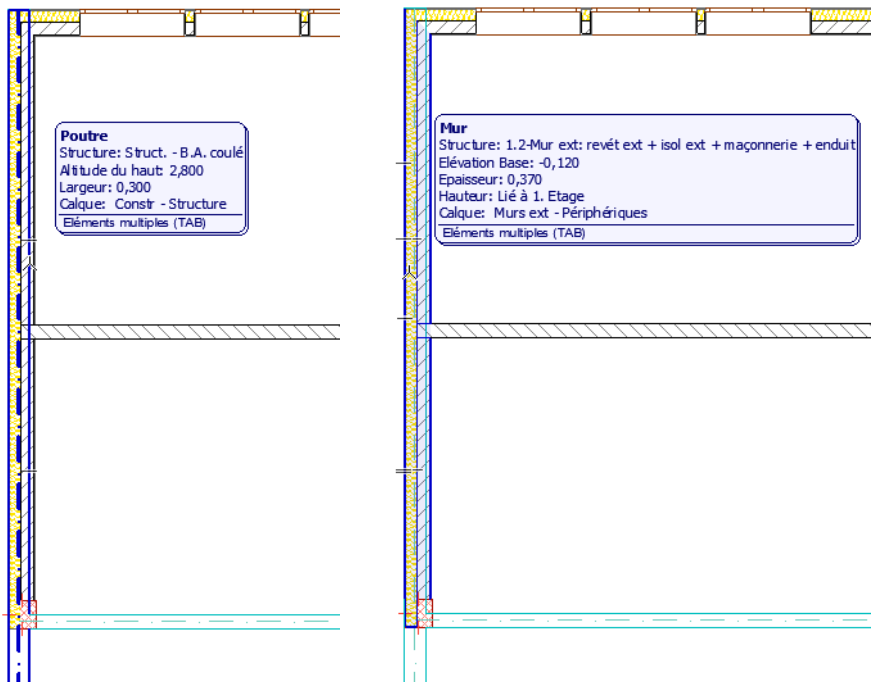 Poutre
Structure: Struct. - B.A. coulé
Altitude du haut: 2,800
Largeur: 0,300
Calque: Constr - Structure
Eléments multiples (TAB)
Mur
Structure: 1.2-Mur ext: revét ext + isol ext + maçonnerie + enduit
Elévation Base: -0,120
Epaisseur: 0,370
Hauteur: Lié à 1. Etage
Calque: Murs ext - Périphériques
Eléments multiples (TAB)